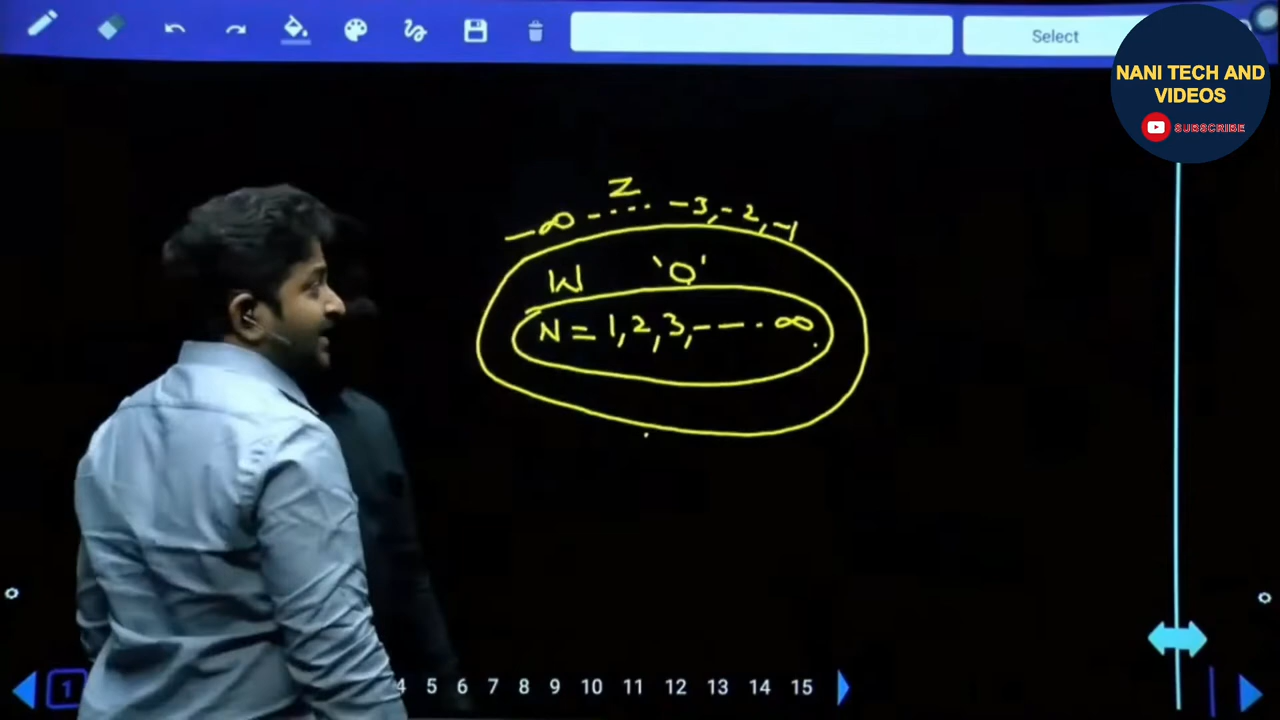 Select
NANI TECH AND
VIDEOS
SUBSCRIBE
Z
-∞ - .... -3, -2, -1
W '0'
N = 1, 2, 3, - - - . ∞
1 4 5 6 7 8 9 10 11 12 13 14 15